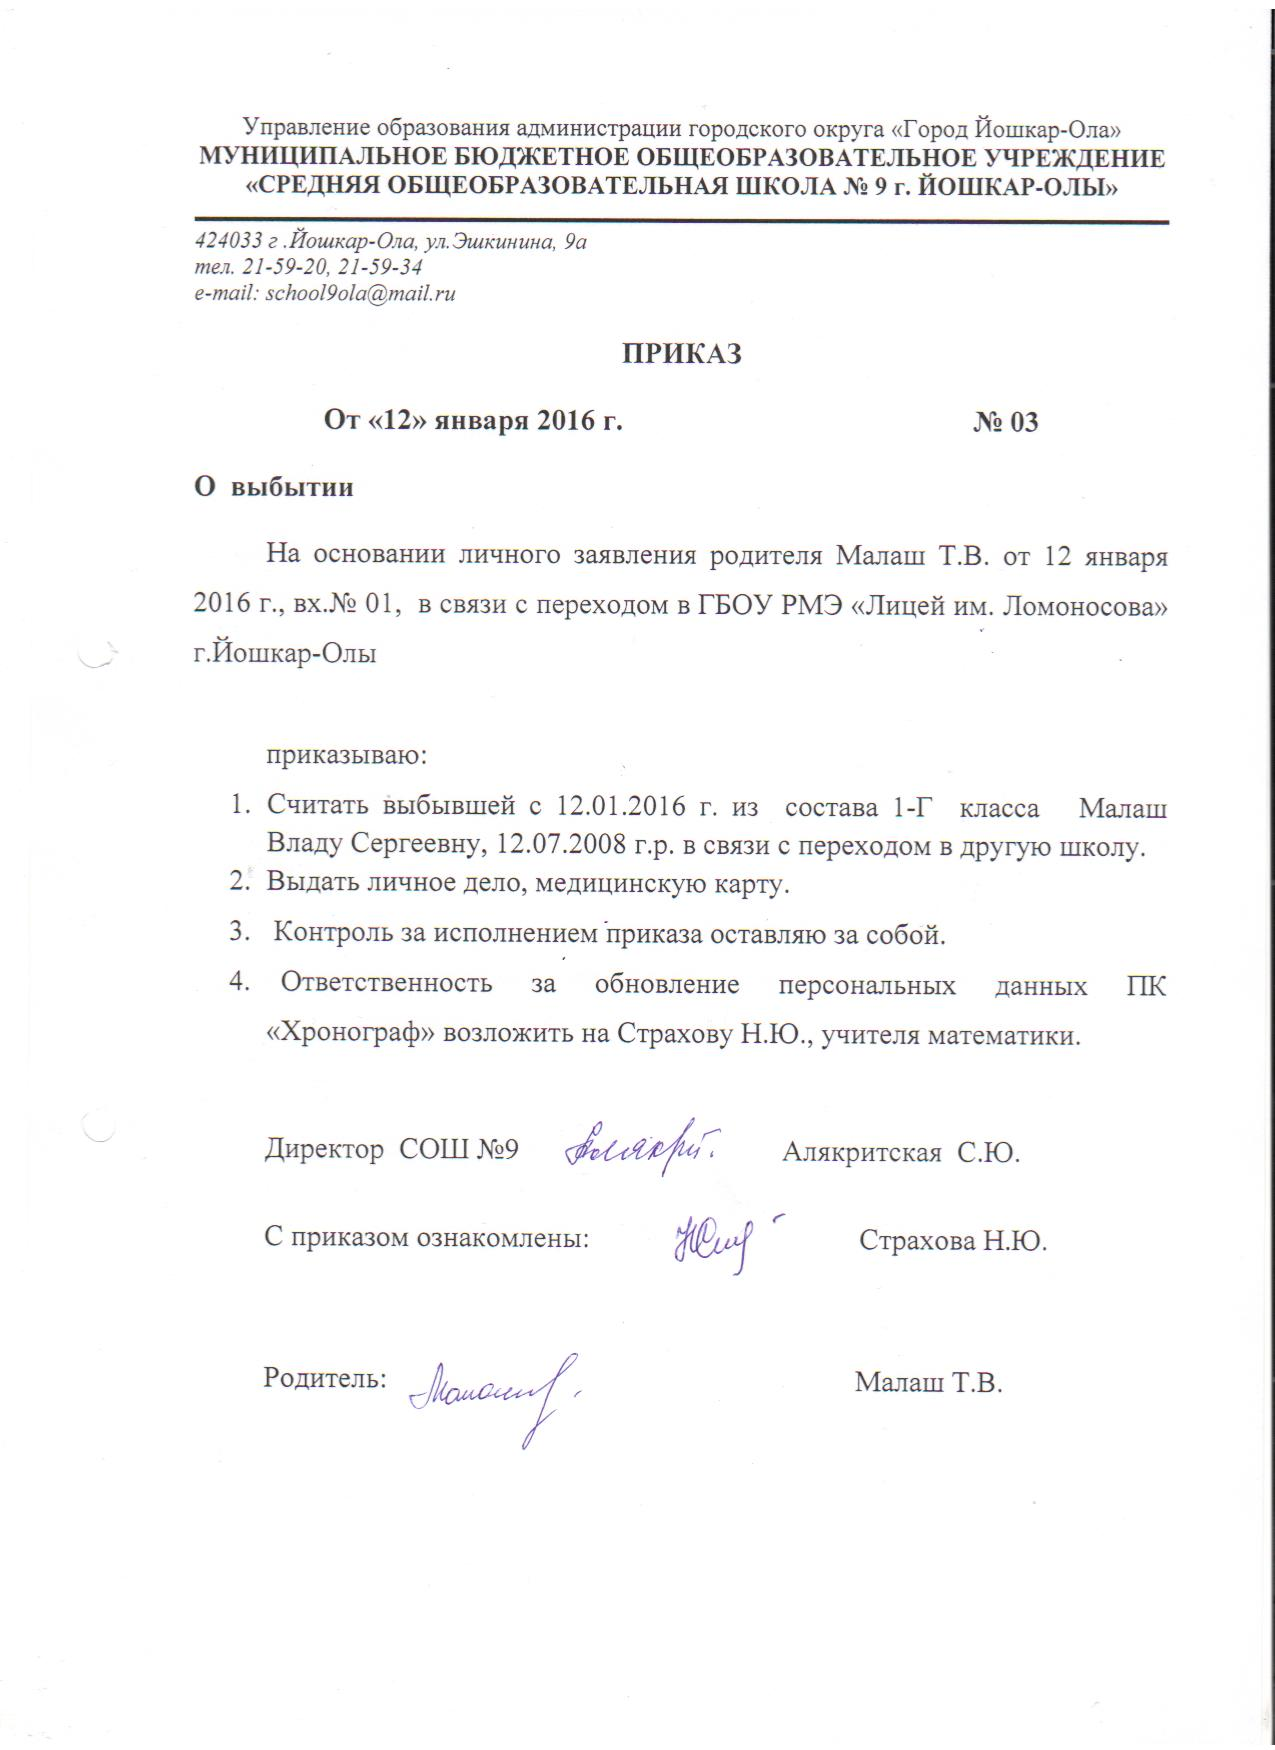 Управление образования администрации городского округа «Город Йошкар-Ола»
МУНИЦИПАЛЬНОЕ БЮДЖЕТНОЕ ОБЩЕОБРАЗОВАТЕЛЬНОЕ УЧРЕЖДЕНИЕ
«СРЕДНЯЯ ОБЩЕОБРАЗОВАТЕЛЬНАЯ ШКОЛА № 9 г. ЙОШКАР-ОЛЫ»
424033 г .Йошкар-Ола, ул.Эшкинина, 9а
тел. 21-59-20, 21-59-34
e-mail: school9ola@mail.ru
ПРИКАЗ
От «12» января 2016 г. № 03
О выбытии
На основании личного заявления родителя Малаш Т.В. от 12 января
2016 г., вх.№ 01, в связи с переходом в ГБОУ РМЭ «Лицей им. Ломоносова»
г.Йошкар-Олы
приказываю:
1. Считать выбывшей с 12.01.2016 г. из состава 1-Г класса Малаш
Владу Сергеевну, 12.07.2008 г.р. в связи с переходом в другую школу.
2. Выдать личное дело, медицинскую карту.
3. Контроль за исполнением приказа оставляю за собой.
4. Ответственность за обновление персональных данных ПК
«Хронограф» возложить на Страхову Н.Ю., учителя математики.
Директор СОШ №9 Алякритская С.Ю.
С приказом ознакомлены: Страхова Н.Ю.
Родитель: Малаш Т.В.